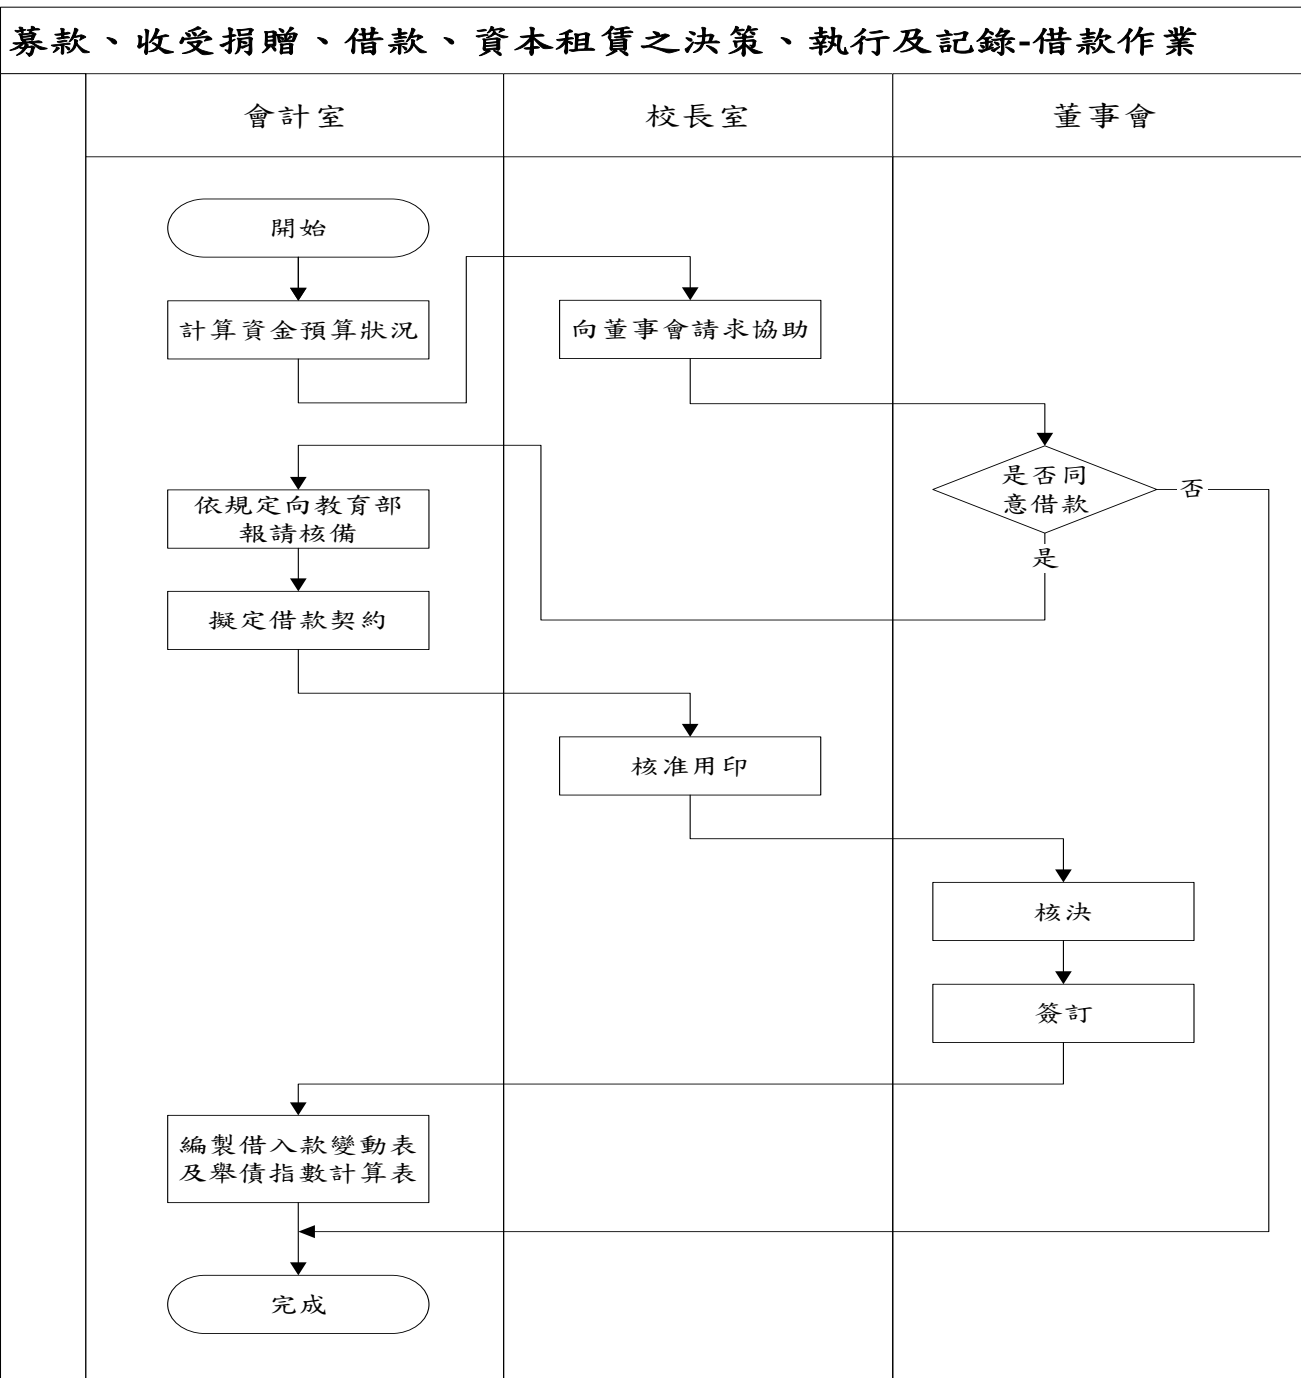 募款、收受捐贈、借款、資本租賃之決策、執行及記錄-借款作業
會計室
校長室
董事會
開始
計算資金預算狀況
向董事會請求協助
是否同
意借款
否
是
依規定向教育部
報請核備
擬定借款契約
核准用印
核決
簽訂
編製借入款變動表
及舉債指數計算表
完成